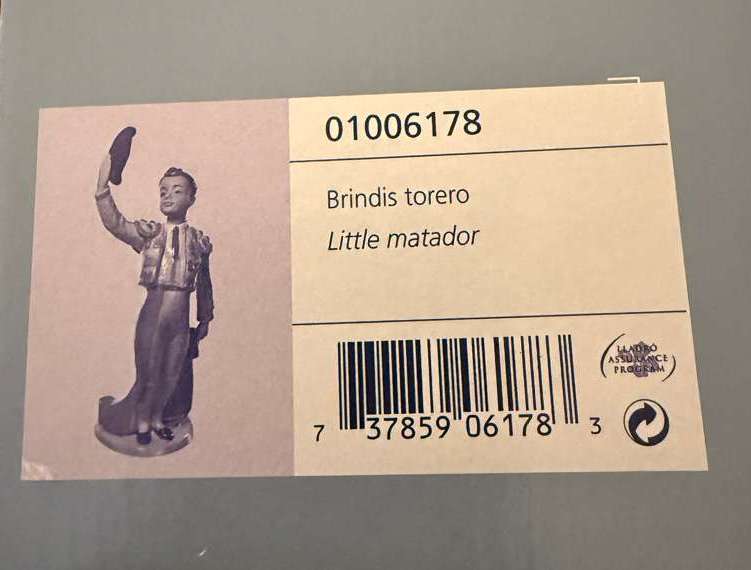 01006178
Brindis torero
Little matador
LLADRÓ
ASSURANCE
PROGRAM
7 37859 06178 3